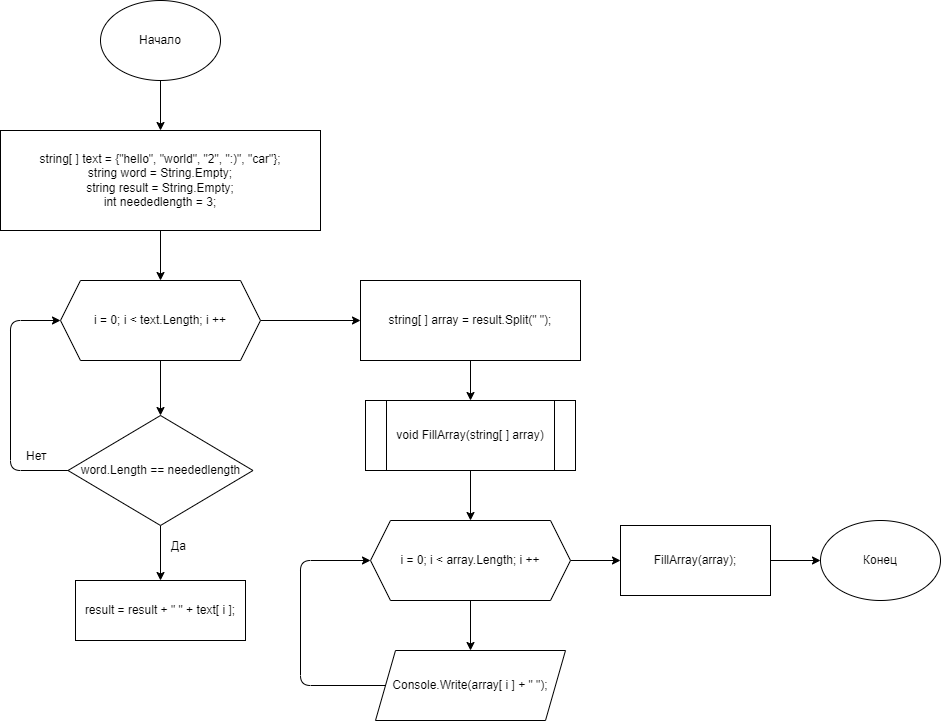 Начало
string[ ] text = {"hello", "world", "2", ":)", "car"};
string word = String.Empty;
string result = String.Empty;
int neededlength = 3;
i = 0; i < text.Length; i ++
string[ ] array = result.Split(" ");
void FillArray(string[ ] array)
Нет
word.Length == neededlength
Да
i = 0; i < array.Length; i ++
FillArray(array);
Конец
result = result + " " + text[ i ];
Console.Write(array[ i ] + " ");